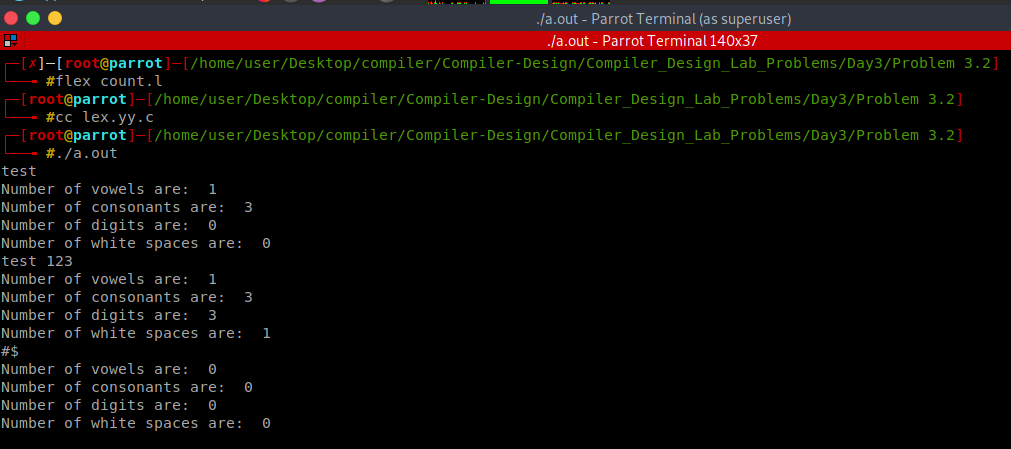 ./a.out - Parrot Terminal (as superuser)
./a.out - Parrot Terminal 140x37
┌─[✗]─[root@parrot]─[/home/user/Desktop/compiler/Compiler-Design/Compiler_Design_Lab_Problems/Day3/Problem 3.2]
└──╼ #flex count.l
┌─[root@parrot]─[/home/user/Desktop/compiler/Compiler-Design/Compiler_Design_Lab_Problems/Day3/Problem 3.2]
└──╼ #cc lex.yy.c
┌─[root@parrot]─[/home/user/Desktop/compiler/Compiler-Design/Compiler_Design_Lab_Problems/Day3/Problem 3.2]
└──╼ #./a.out
test
Number of vowels are:  1
Number of consonants are:  3
Number of digits are:  0
Number of white spaces are:  0
test 123
Number of vowels are:  1
Number of consonants are:  3
Number of digits are:  3
Number of white spaces are:  1
#$
Number of vowels are:  0
Number of consonants are:  0
Number of digits are:  0
Number of white spaces are:  0